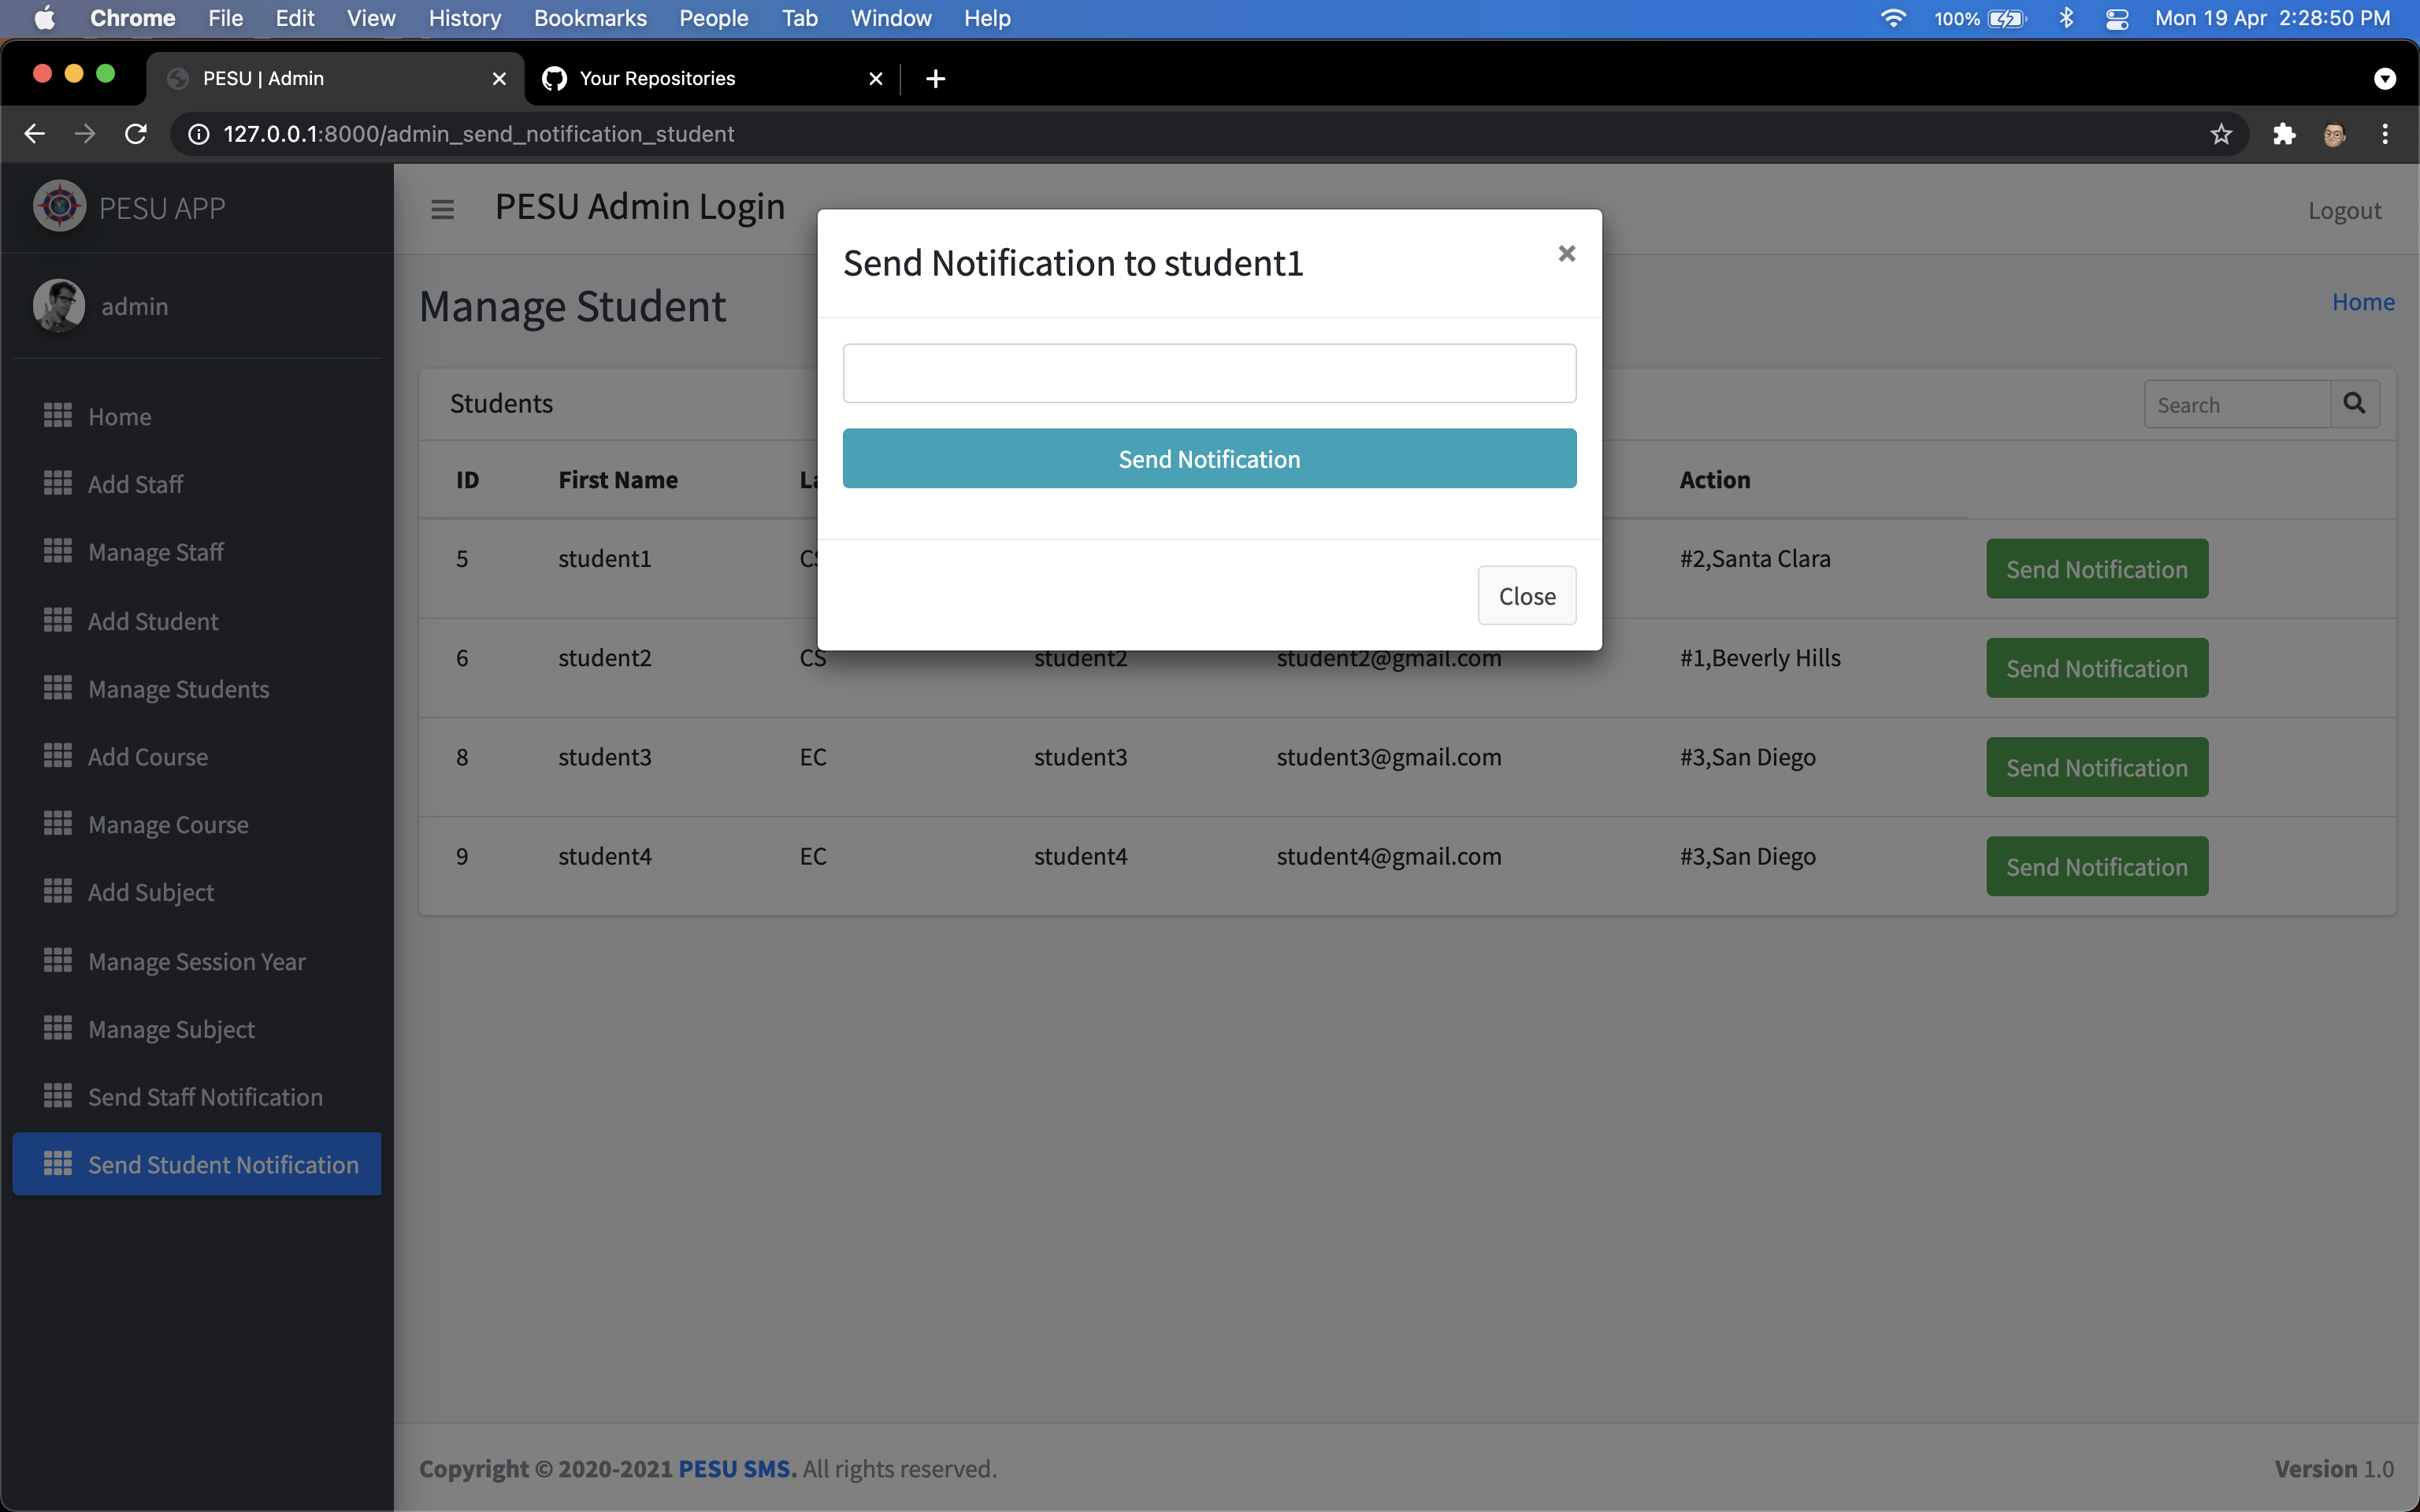 Chrome File Edit View History Bookmarks People Tab Window Help 100% Mon 19 Apr 2:28:50 PM
PESU | Admin Your Repositories
127.0.0.1:8000/admin_send_notification_student
PESU APP
PESU Admin Login
Logout
admin
Manage Student
Home
Home
Add Staff
Manage Staff
Add Student
Manage Students
Add Course
Manage Course
Add Subject
Manage Session Year
Manage Subject
Send Staff Notification
Send Student Notification
Send Notification to student1
Send Notification
Close
Students
Search
ID First Name Action
5 student1 #2,Santa Clara Send Notification
6 student2 CS student2 student2@gmail.com #1,Beverly Hills Send Notification
8 student3 EC student3 student3@gmail.com #3,San Diego Send Notification
9 student4 EC student4 student4@gmail.com #3,San Diego Send Notification
Copyright © 2020-2021 PESU SMS. All rights reserved.
Version 1.0